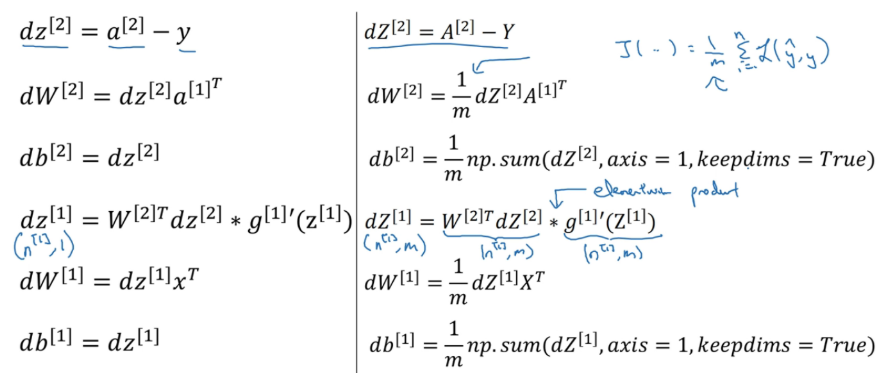 dz^[2] = a^[2] − y
dW^[2] = dz^[2]a^[1]^T
db^[2] = dz^[2]
dz^[1] = W^[2]T dz^[2] * g^[1]′(z^[1])
(n^[1], 1)
dW^[1] = dz^[1]x^T
db^[1] = dz^[1]
dZ^[2] = A^[2] − Y
J(..) = 1/m Σ_{i=1}^{n} ℒ(ŷ, y)
dW^[2] = 1/m dZ^[2]A^[1]^T
db^[2] = 1/m np.sum(dZ^[2], axis = 1, keepdims = True)
elementwise product
dZ^[1] = W^[2]T dZ^[2] * g^[1]′(Z^[1])
(n^[1], m) (n^[1], m) (n^[1], m)
dW^[1] = 1/m dZ^[1]X^T
db^[1] = 1/m np.sum(dZ^[1], axis = 1, keepdims = True)